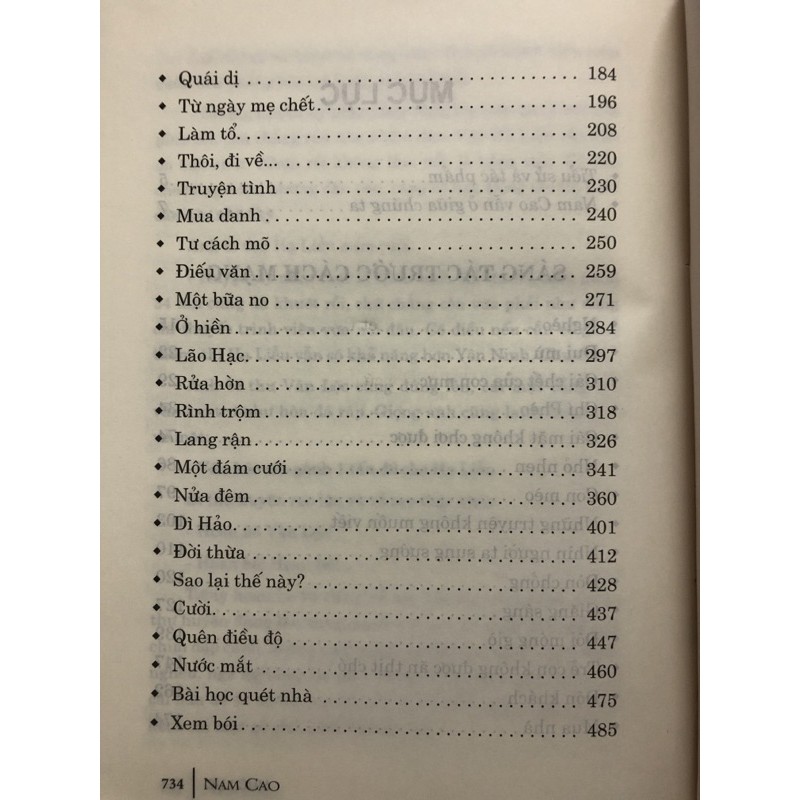 • Quái dị ........ 184
• Từ ngày mẹ chết ........ 196
• Làm tổ ........ 208
• Thôi, đi về... ........ 220
• Truyện tình ........ 230
• Mua danh ........ 240
• Tư cách mõ ........ 250
• Điếu văn ........ 259
• Một bữa no ........ 271
• Ở hiền ........ 284
• Lão Hạc ........ 297
• Rửa hờn ........ 310
• Rình trộm ........ 318
• Lang rận ........ 326
• Một đám cưới ........ 341
• Nửa đêm ........ 360
• Dì Hảo ........ 401
• Đời thừa ........ 412
• Sao lại thế này? ........ 428
• Cười ........ 437
• Quên điều độ ........ 447
• Nước mắt ........ 460
• Bài học quét nhà ........ 475
• Xem bói ........ 485
734 | NAM CAO